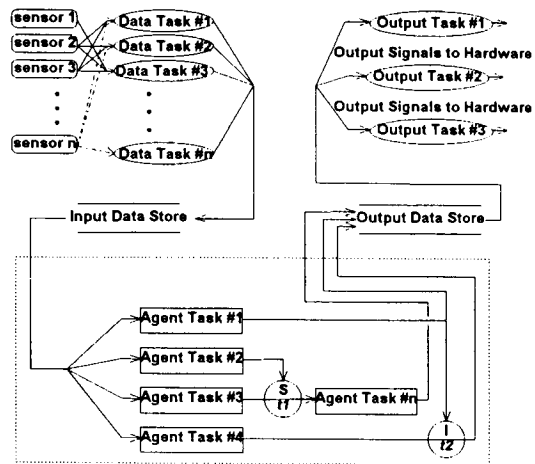 sensor 1
Data Task #1
sensor 2
Data Task #2
sensor 3
Data Task #3
sensor n
Data Task #n
Output Task #1
Output Signals to Hardware
Output Task #2
Output Signals to Hardware
Output Task #3
Input Data Store
Output Data Store
Agent Task #1
Agent Task #2
Agent Task #3
S
t1
Agent Task #n
Agent Task #4
I
t2